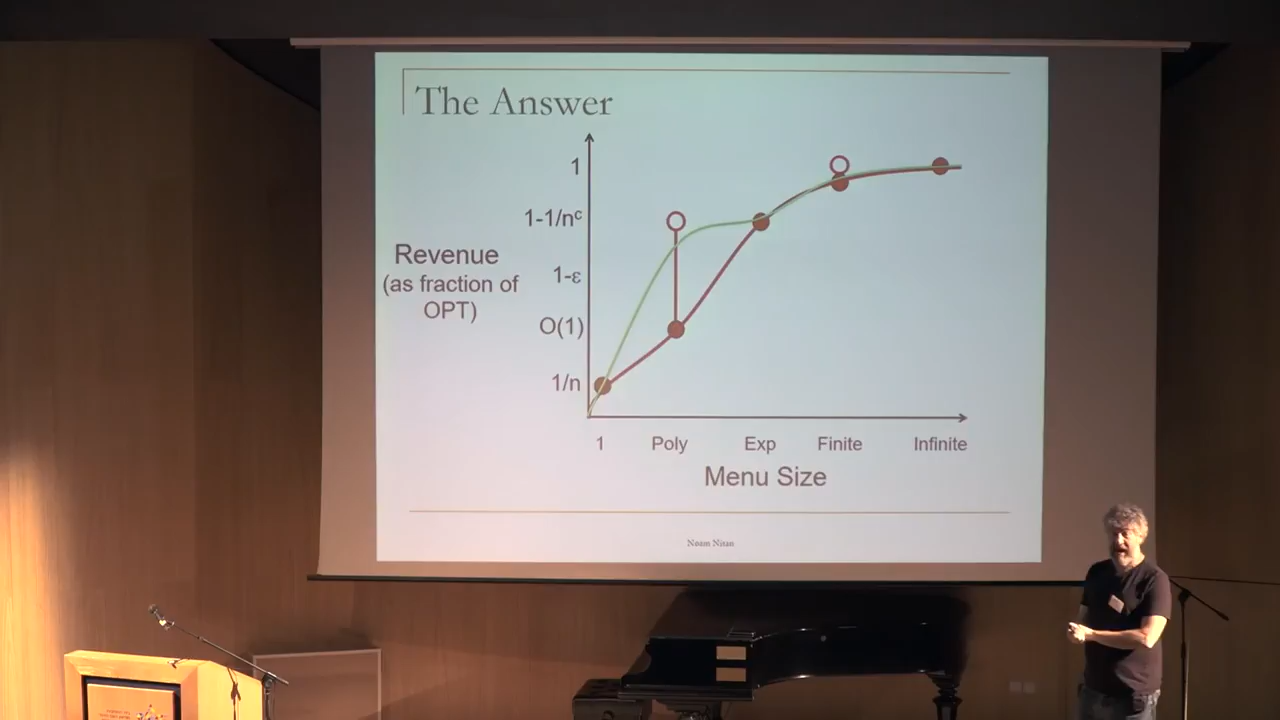 The Answer
1
1-1/nᶜ
Revenue
(as fraction of
OPT)
1-ε
O(1)
1/n
1
Poly
Exp
Finite
Infinite
Menu Size
Noam Nisan